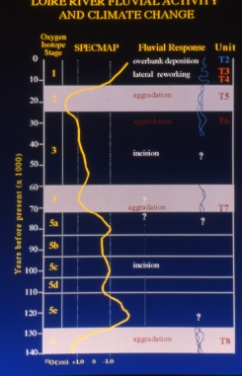 LOIRE RIVER FLUVIAL ACTIVITY
AND CLIMATE CHANGE
Oxygen
Isotope
Stage
SPECMAP
Fluvial Response
Unit
Years before present (x 1000)
0
1
overbank deposition
T2
10
lateral reworking
T3
T4
20
2
aggradation
T5
30
aggradation
T6
40
50
3
incision
?
60
4
?
70
aggradation
T7
?
?
80
5a
90
5b
100
5c
incision
110
5d
120
5e
?
130
6
aggradation
T8
140
+1.0 0 -1.0